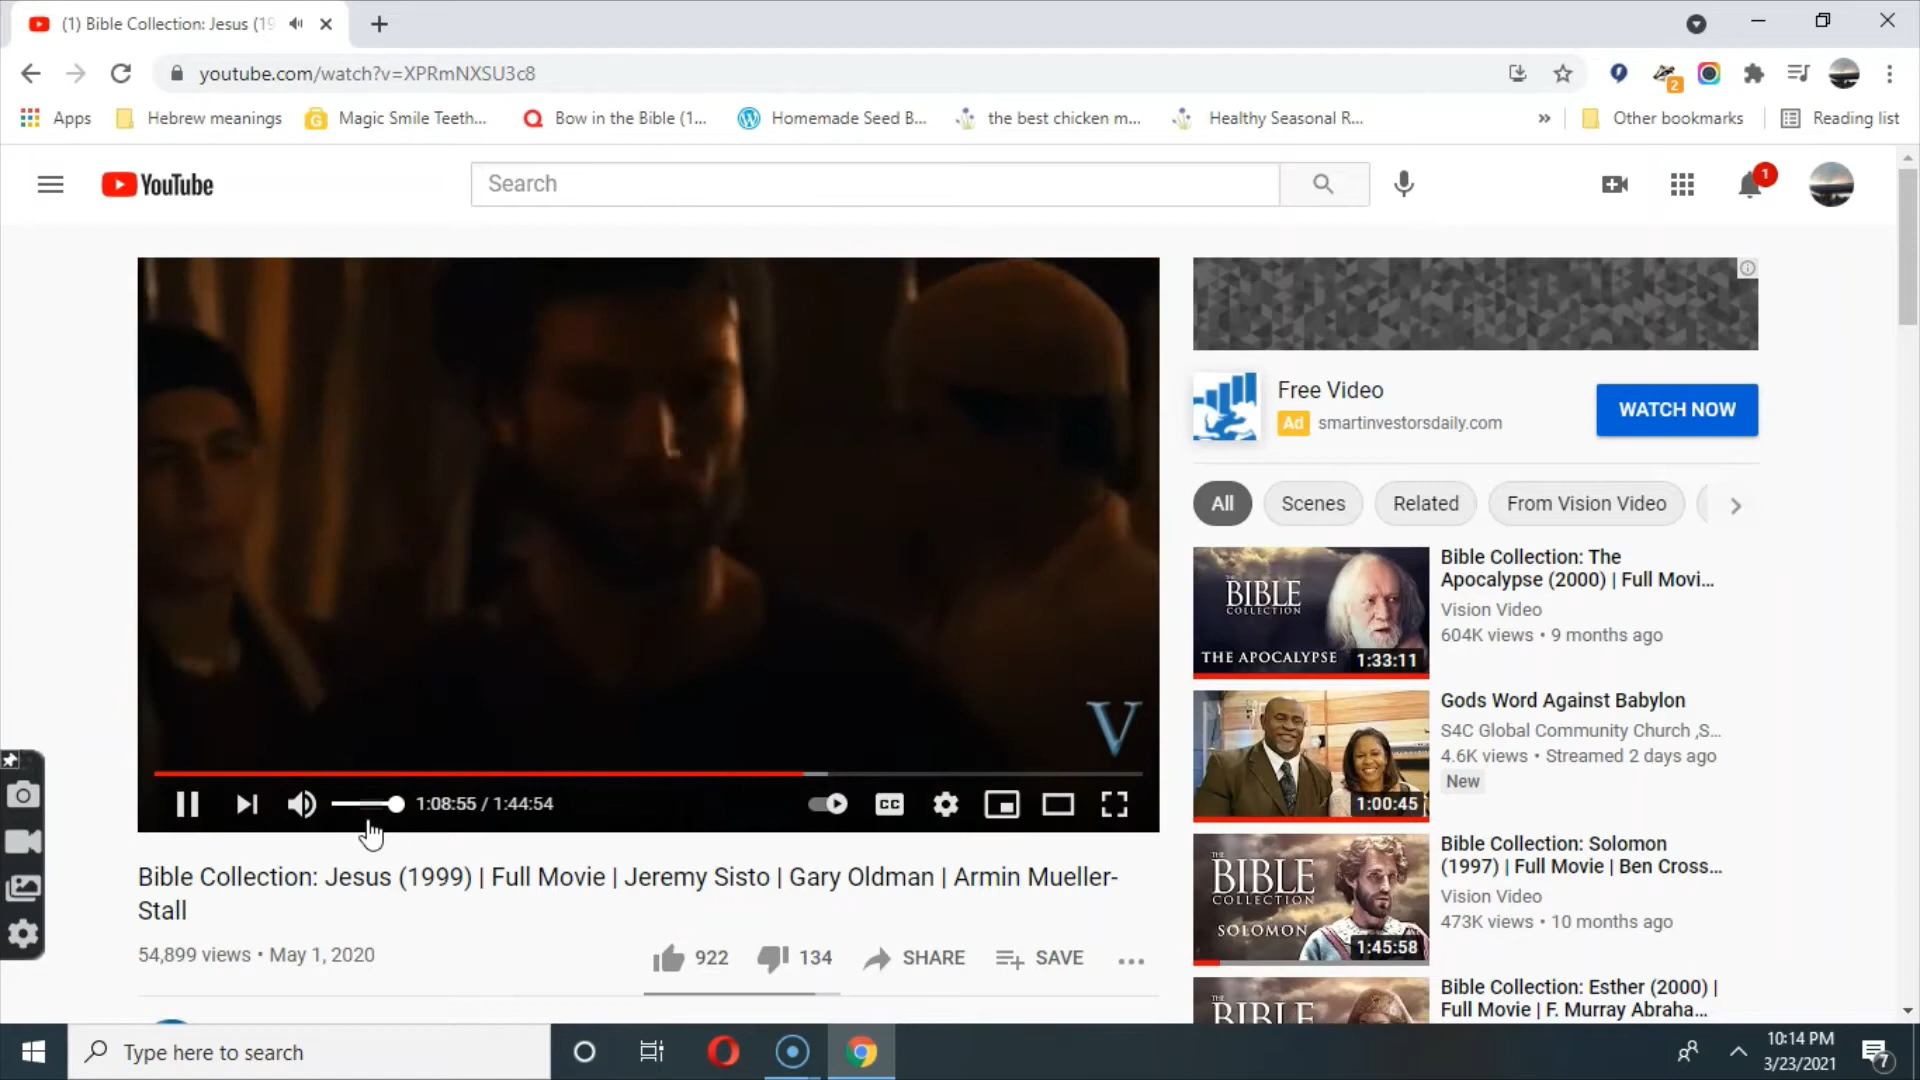 (1) Bible Collection: Jesus (19
youtube.com/watch?v=XPRmNXSU3c8
2
Apps
Hebrew meanings
Magic Smile Teeth...
Bow in the Bible (1...
Homemade Seed B...
the best chicken m...
Healthy Seasonal R...
»
Other bookmarks
Reading list
YouTube
Search
1
V
1:08:55 / 1:44:54
CC
Bible Collection: Jesus (1999) | Full Movie | Jeremy Sisto | Gary Oldman | Armin Mueller-
Stall
54,899 views • May 1, 2020
922
134
SHARE
SAVE
Free Video
Ad smartinvestorsdaily.com
WATCH NOW
All
Scenes
Related
From Vision Video
THE
BIBLE
COLLECTION
THE APOCALYPSE
1:33:11
Bible Collection: The
Apocalypse (2000) | Full Movi...
Vision Video
604K views • 9 months ago
1:00:45
Gods Word Against Babylon
S4C Global Community Church ,S...
4.6K views • Streamed 2 days ago
New
THE
BIBLE
COLLECTION
SOLOMON
1:45:58
Bible Collection: Solomon
(1997) | Full Movie | Ben Cross...
Vision Video
473K views • 10 months ago
THE
BIBLE
Bible Collection: Esther (2000) |
Full Movie | F. Murray Abraha...
Type here to search
10:14 PM
3/23/2021
7